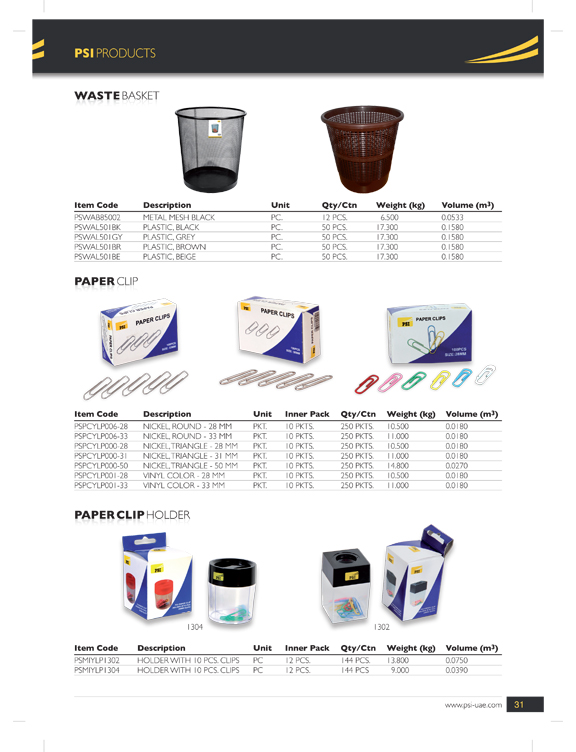 PSI PRODUCTS
WASTE BASKET
Item Code Description Unit Qty/Ctn Weight (kg) Volume (m³)
PSWAB85002 METAL MESH BLACK PC. 12 PCS. 6.500 0.0533
PSWAL501BK PLASTIC, BLACK PC. 50 PCS. 17.300 0.1580
PSWAL501GY PLASTIC, GREY PC. 50 PCS. 17.300 0.1580
PSWAL501BR PLASTIC, BROWN PC. 50 PCS. 17.300 0.1580
PSWAL501BE PLASTIC, BEIGE PC. 50 PCS. 17.300 0.1580
PAPER CLIP
PAPER CLIPS
PSI
PAPER CLIPS
PSI
PAPER CLIPS
PSI
100PCS
Item Code Description Unit Inner Pack Qty/Ctn Weight (kg) Volume (m³)
PSPCYLP006-28 NICKEL, ROUND - 28 MM PKT. 10 PKTS. 250 PKTS. 10.500 0.0180
PSPCYLP006-33 NICKEL, ROUND - 33 MM PKT. 10 PKTS. 250 PKTS. 11.000 0.0180
PSPCYLP000-28 NICKEL, TRIANGLE - 28 MM PKT. 10 PKTS. 250 PKTS. 10.500 0.0180
PSPCYLP000-31 NICKEL, TRIANGLE - 31 MM PKT. 10 PKTS. 250 PKTS. 11.000 0.0180
PSPCYLP000-50 NICKEL, TRIANGLE - 50 MM PKT. 10 PKTS. 250 PKTS. 14.800 0.0270
PSPCYLP001-28 VINYL COLOR - 28 MM PKT. 10 PKTS. 250 PKTS. 10.500 0.0180
PSPCYLP001-33 VINYL COLOR - 33 MM PKT. 10 PKTS. 250 PKTS. 11.000 0.0180
PAPER CLIP HOLDER
PSI
PSI
1304 1302
Item Code Description Unit Inner Pack Qty/Ctn Weight (kg) Volume (m³)
PSMIYLP1302 HOLDER WITH 10 PCS. CLIPS PC 12 PCS. 144 PCS. 13.800 0.0750
PSMIYLP1304 HOLDER WITH 10 PCS. CLIPS PC 12 PCS. 144 PCS 9.000 0.0390
www.psi-uae.com 31